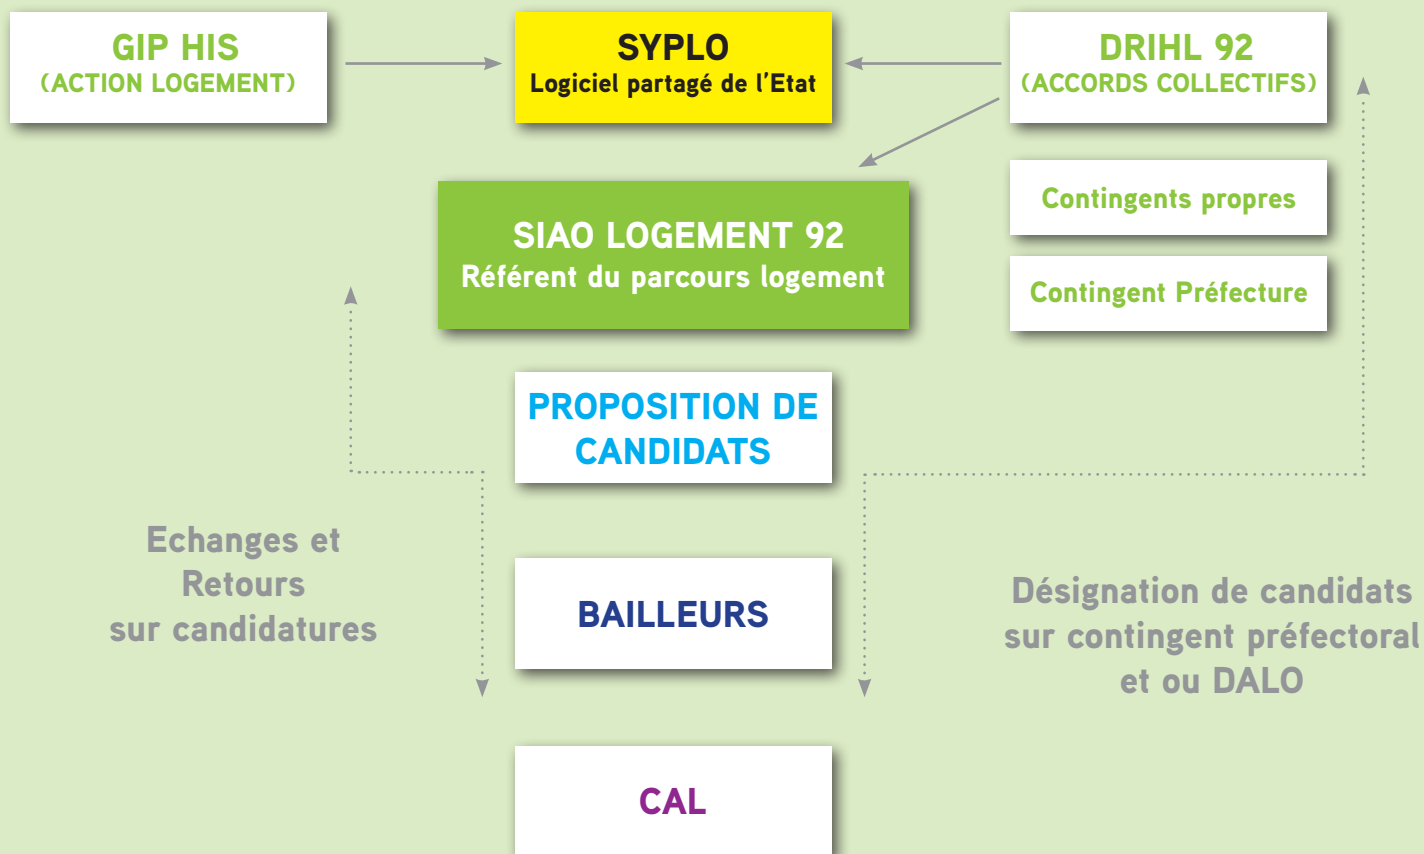 GIP HIS
(ACTION LOGEMENT)
SYPLO
Logiciel partagé de l'Etat
DRIHL 92
(ACCORDS COLLECTIFS)
Contingents propres
Contingent Préfecture
SIAO LOGEMENT 92
Référent du parcours logement
PROPOSITION DE
CANDIDATS
Echanges et
Retours
sur candidatures
BAILLEURS
Désignation de candidats
sur contingent préfectoral
et ou DALO
CAL